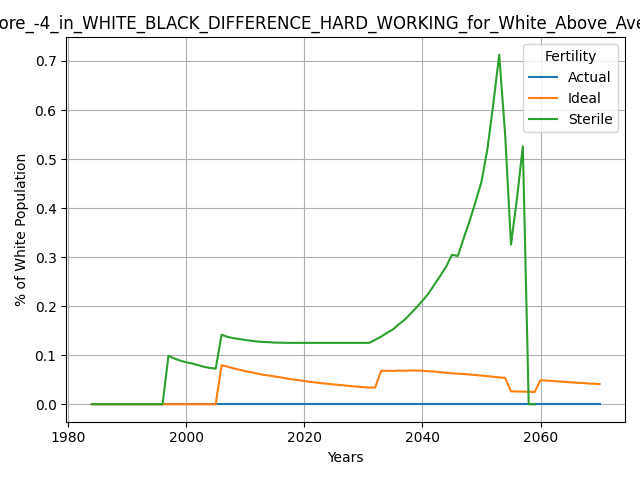 ore_-4_in_WHITE_BLACK_DIFFERENCE_HARD_WORKING_for_White_Above_Ave
Fertility
Actual
Ideal
Sterile
% of White Population
0.7
0.6
0.5
0.4
0.3
0.2
0.1
0.0
1980
2000
2020
2040
2060
Years